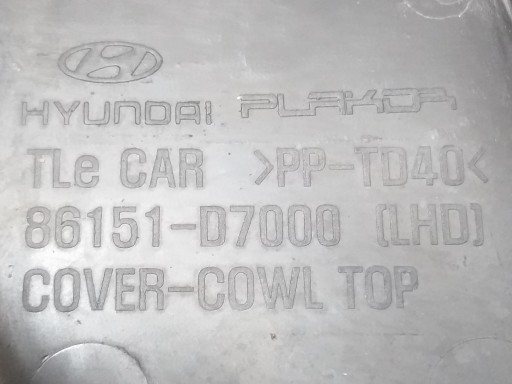 HYUNDAI PLAKOR
TLe CAR >PP-TD40<
86151-D7000 (LHD)
COVER-COWL TOP